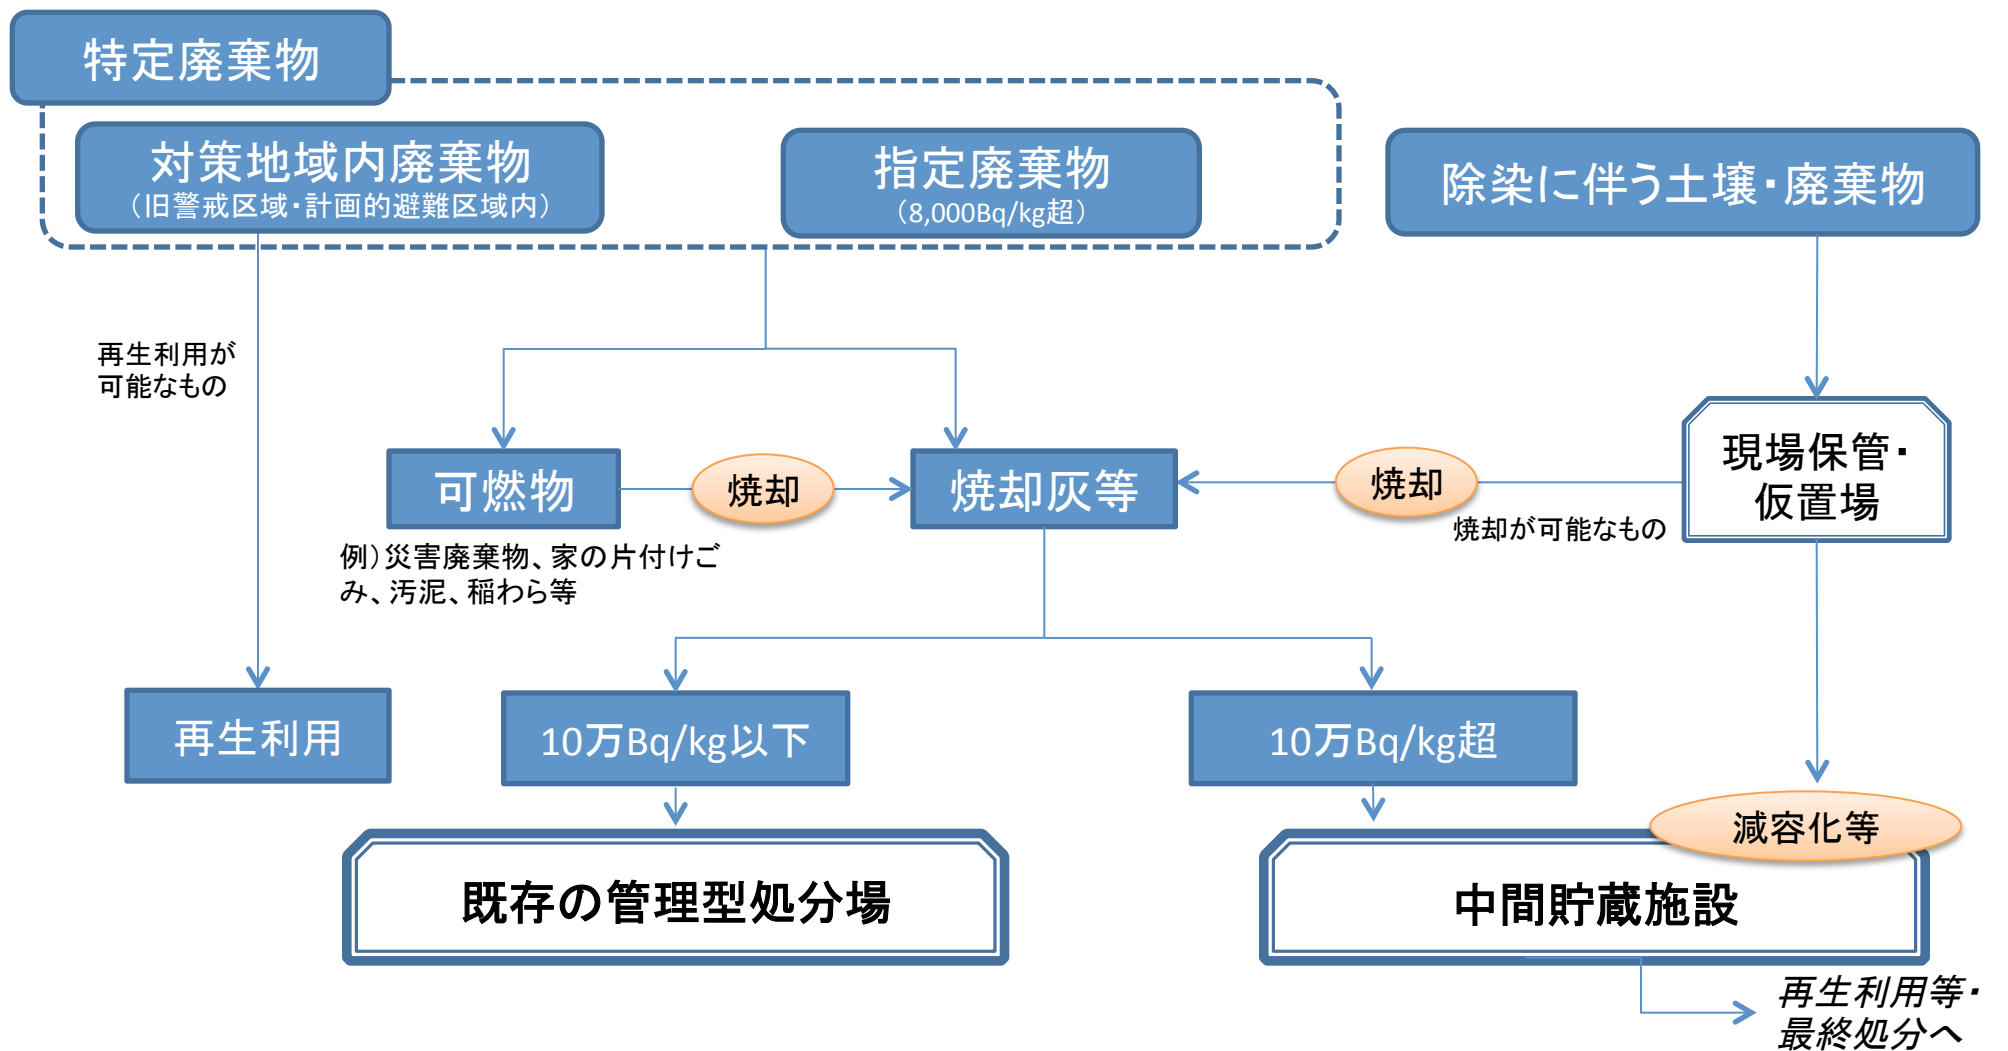 特定廃棄物
対策地域内廃棄物
（旧警戒区域・計画的避難区域内）
指定廃棄物
（8,000Bq/kg超）
除染に伴う土壌・廃棄物
再生利用が
可能なもの
現場保管・
仮置場
可燃物
焼却
焼却灰等
焼却
焼却が可能なもの
例）災害廃棄物、家の片付けご
み、汚泥、稲わら等
再生利用
10万Bq/kg以下
10万Bq/kg超
減容化等
既存の管理型処分場
中間貯蔵施設
再生利用等・
最終処分へ